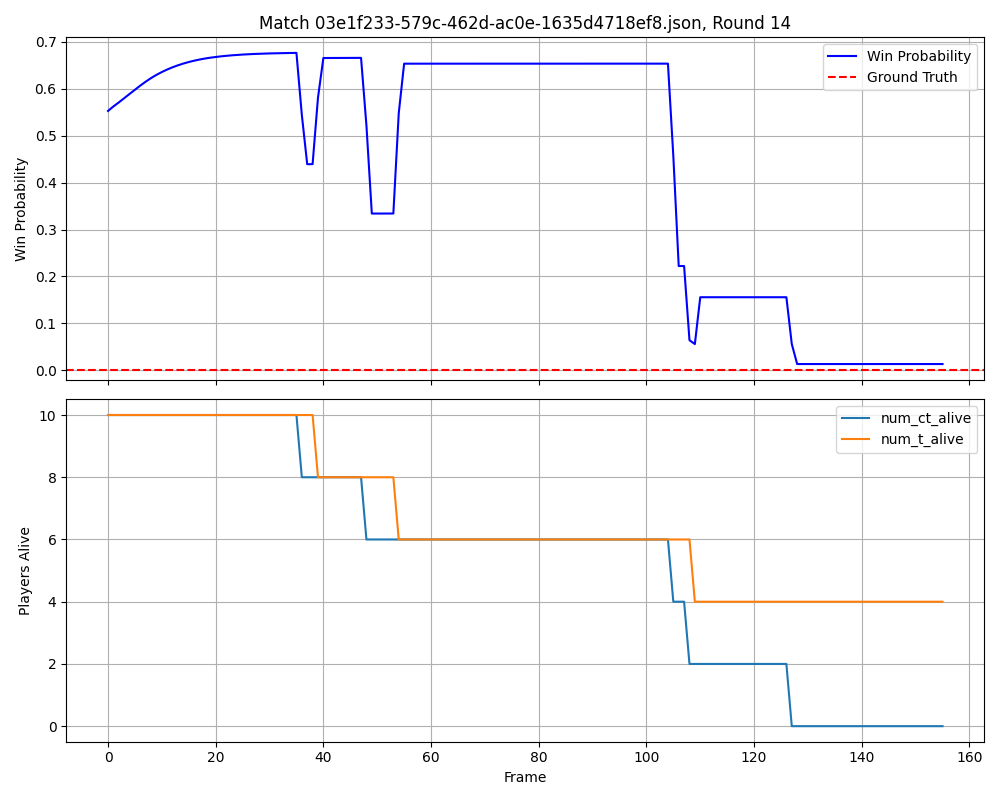 Match 03e1f233-579c-462d-ac0e-1635d4718ef8.json, Round 14
Win Probability
0.7
0.6
0.5
0.4
0.3
0.2
0.1
0.0
Win Probability
Ground Truth
Players Alive
10
8
6
4
2
0
num_ct_alive
num_t_alive
0 20 40 60 80 100 120 140 160
Frame